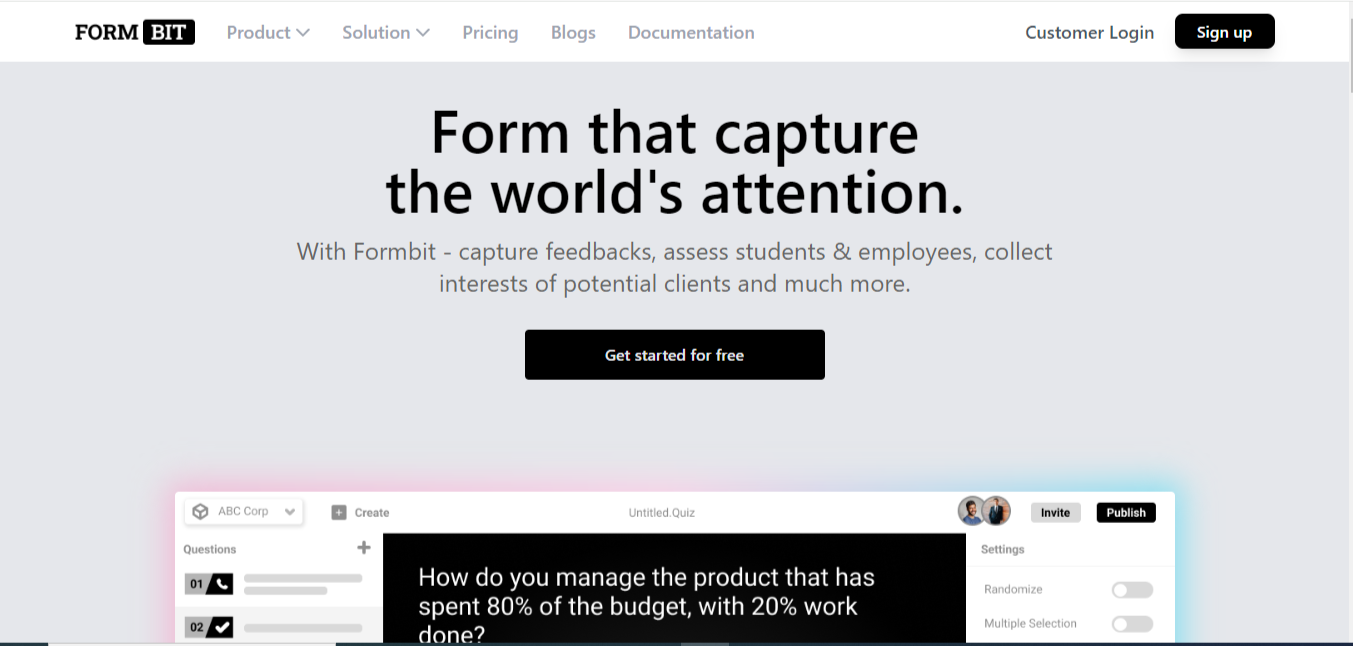 FORM BIT Product Solution Pricing Blogs Documentation Customer Login Sign up
Form that capture
the world's attention.
With Formbit - capture feedbacks, assess students & employees, collect
interests of potential clients and much more.
Get started for free
ABC Corp + Create Untitled.Quiz Invite Publish
Questions + Settings
01
How do you manage the product that has
spent 80% of the budget, with 20% work
done?
Randomize
02
Multiple Selection